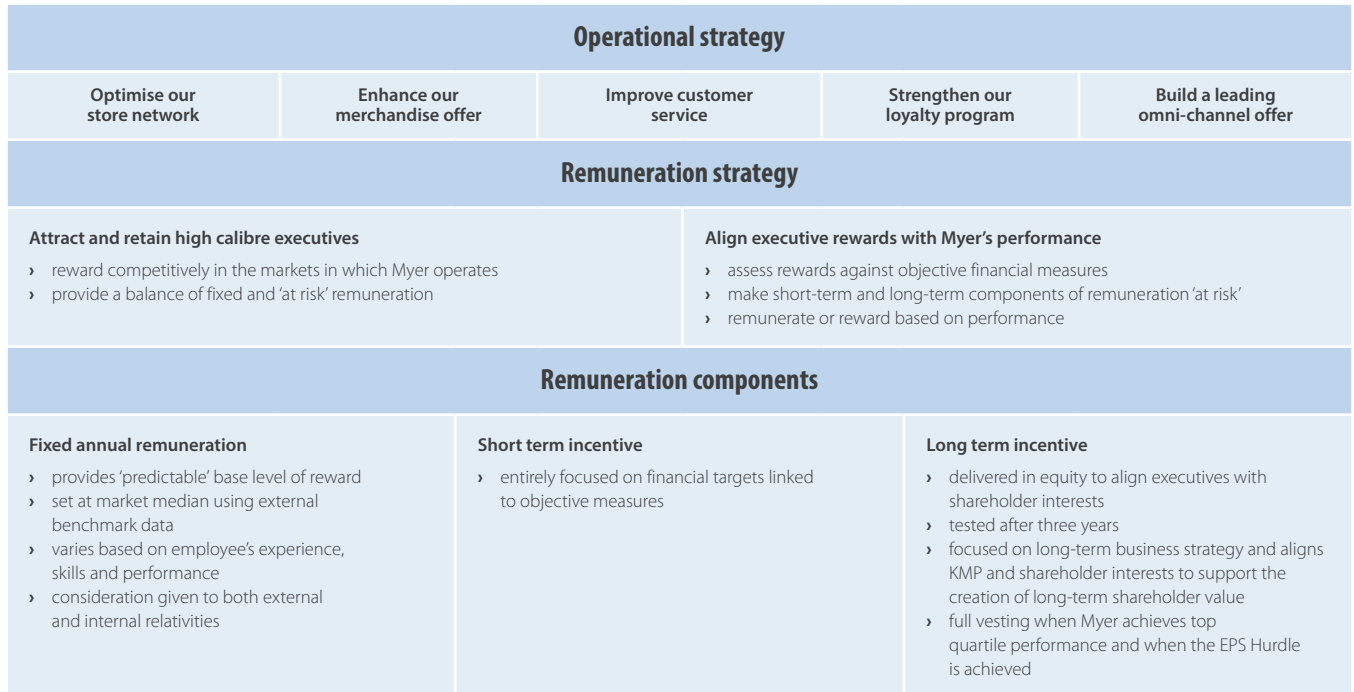 Operational strategy
Optimise our
store network
Enhance our
merchandise offer
Improve customer
service
Strengthen our
loyalty program
Build a leading
omni-channel offer
Remuneration strategy
Attract and retain high calibre executives
› reward competitively in the markets in which Myer operates
› provide a balance of fixed and ‘at risk’ remuneration
Align executive rewards with Myer’s performance
› assess rewards against objective financial measures
› make short-term and long-term components of remuneration ‘at risk’
› remunerate or reward based on performance
Remuneration components
Fixed annual remuneration
› provides ‘predictable’ base level of reward
› set at market median using external
benchmark data
› varies based on employee’s experience,
skills and performance
› consideration given to both external
and internal relativities
Short term incentive
› entirely focused on financial targets linked
to objective measures
Long term incentive
› delivered in equity to align executives with
shareholder interests
› tested after three years
› focused on long-term business strategy and aligns
KMP and shareholder interests to support the
creation of long-term shareholder value
› full vesting when Myer achieves top
quartile performance and when the EPS Hurdle
is achieved